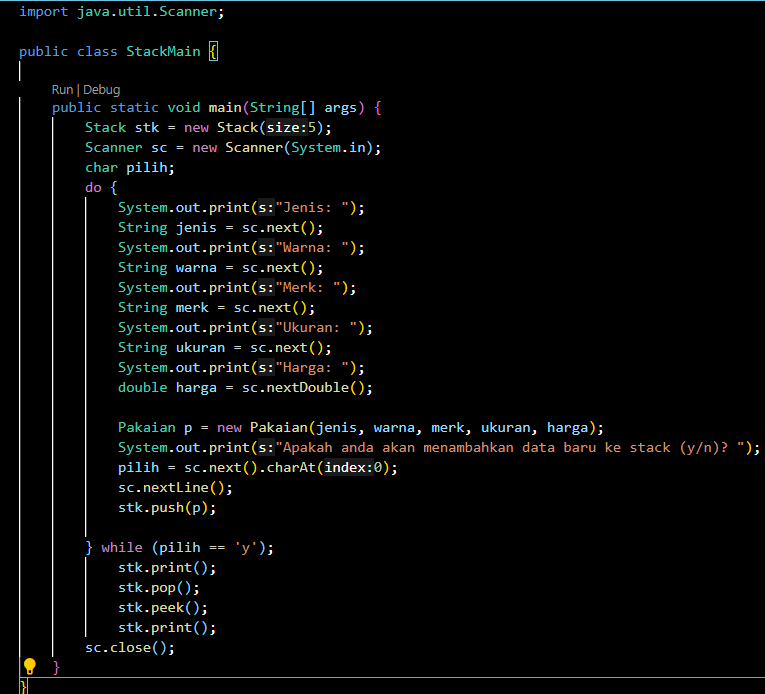 import java.util.Scanner;
public class StackMain {
Run | Debug
public static void main(String[] args) {
Stack stk = new Stack(size:5);
Scanner sc = new Scanner(System.in);
char pilih;
do {
System.out.print(s:"Jenis: ");
String jenis = sc.next();
System.out.print(s:"Warna: ");
String warna = sc.next();
System.out.print(s:"Merk: ");
String merk = sc.next();
System.out.print(s:"Ukuran: ");
String ukuran = sc.next();
System.out.print(s:"Harga: ");
double harga = sc.nextDouble();
Pakaian p = new Pakaian(jenis, warna, merk, ukuran, harga);
System.out.print(s:"Apakah anda akan menambahkan data baru ke stack (y/n)? ");
pilih = sc.next().charAt(index:0);
sc.nextLine();
stk.push(p);
} while (pilih == 'y');
stk.print();
stk.pop();
stk.peek();
stk.print();
sc.close();
}
}